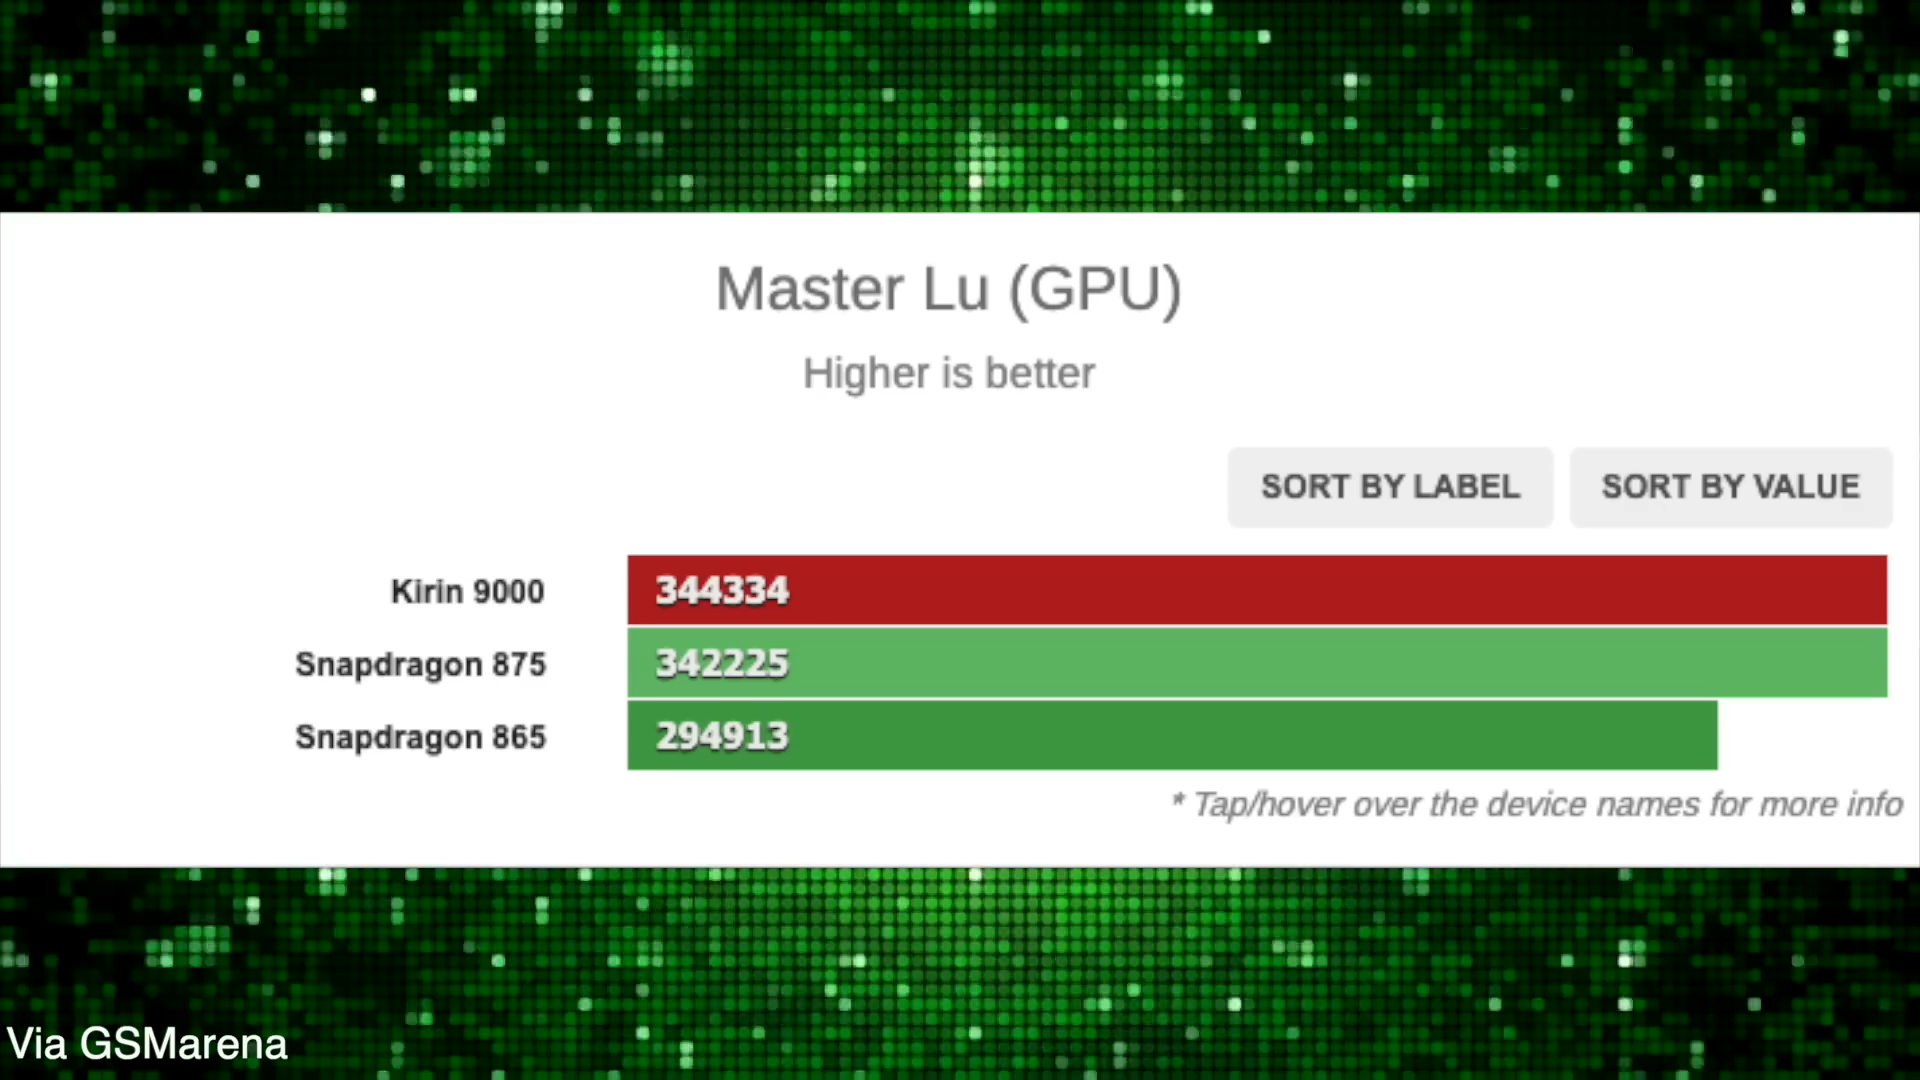 Master Lu (GPU)
Higher is better
SORT BY LABEL SORT BY VALUE
Kirin 9000 344334
Snapdragon 875 342225
Snapdragon 865 294913
* Tap/hover over the device names for more info
Via GSMarena